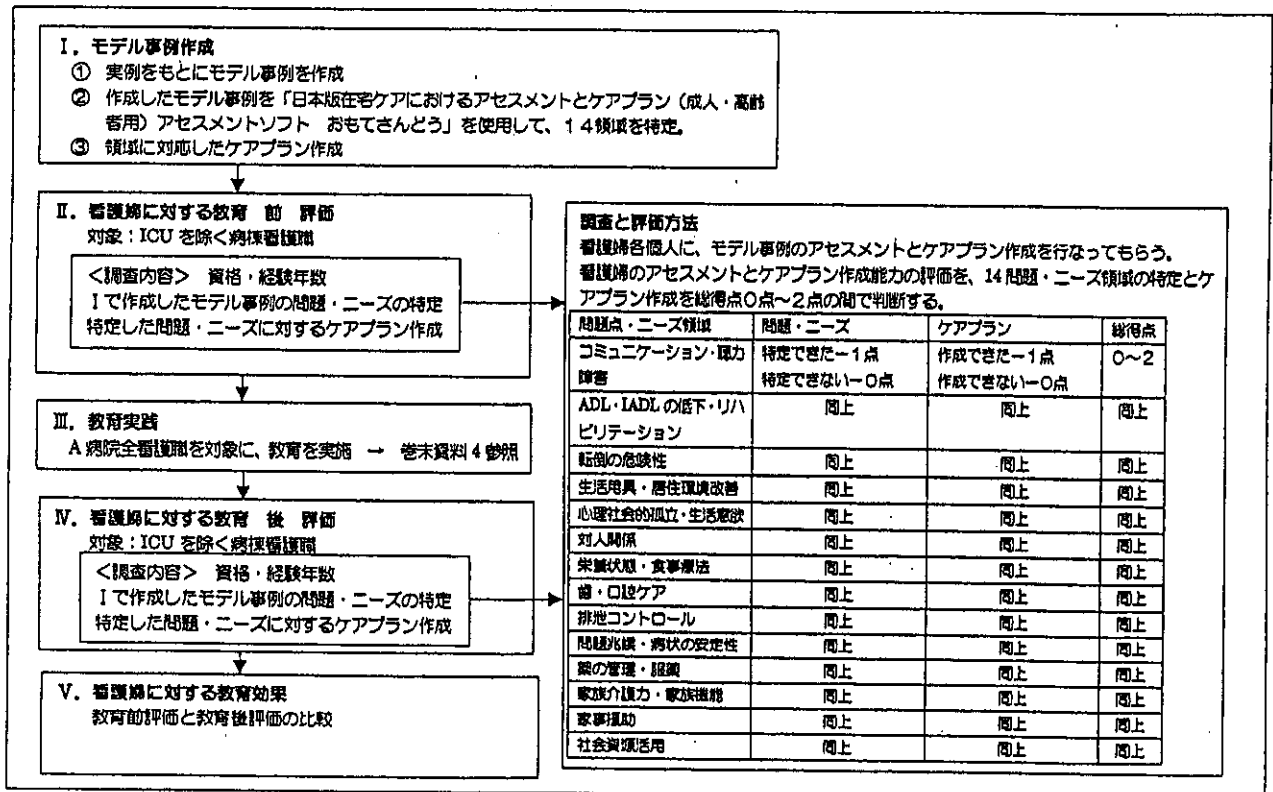 I. モデル事例作成
① 実例をもとにモデル事例を作成
② 作成したモデル事例を「日本版在宅ケアにおけるアセスメントとケアプラン（成人・高齢
者用）アセスメントソフト おもてさんどう」を使用して、14領域を特定。
③ 領域に対応したケアプラン作成
II. 看護婦に対する教育 前 評価
対象：ICU を除く病棟看護職
＜調査内容＞ 資格・経験年数
Iで作成したモデル事例の問題・ニーズの特定
特定した問題・ニーズに対するケアプラン作成
III. 教育実践
A 病院全看護職を対象に、教育を実施 → 巻末資料4参照
IV. 看護婦に対する教育 後 評価
対象：ICU を除く病棟看護職
＜調査内容＞ 資格・経験年数
Iで作成したモデル事例の問題・ニーズの特定
特定した問題・ニーズに対するケアプラン作成
V. 看護婦に対する教育効果
教育前評価と教育後評価の比較
調査と評価方法
看護婦各個人に、モデル事例のアセスメントとケアプラン作成を行なってもらう。
看護婦のアセスメントとケアプラン作成能力の評価を、14問題・ニーズ領域の特定とケ
アプラン作成を総得点0点～2点の間で判断する。
問題点・ニーズ領域 問題・ニーズ ケアプラン 総得点
コミュニケーション・聴力 特定できた－1点 作成できた－1点 0～2
障害 特定できない－0点 作成できない－0点
ADL・IADL の低下・リハ 同上 同上 同上
ビリテーション
転倒の危険性 同上 同上 同上
生活用具・居住環境改善 同上 同上 同上
心理社会的孤立・生活意欲 同上 同上 同上
対人関係 同上 同上 同上
栄養状態・食事療法 同上 同上 同上
歯・口腔ケア 同上 同上 同上
排泄コントロール 同上 同上 同上
問題兆候・病状の安定性 同上 同上 同上
薬の管理・服薬 同上 同上 同上
家族介護力・家族機能 同上 同上 同上
家事援助 同上 同上 同上
社会資源活用 同上 同上 同上